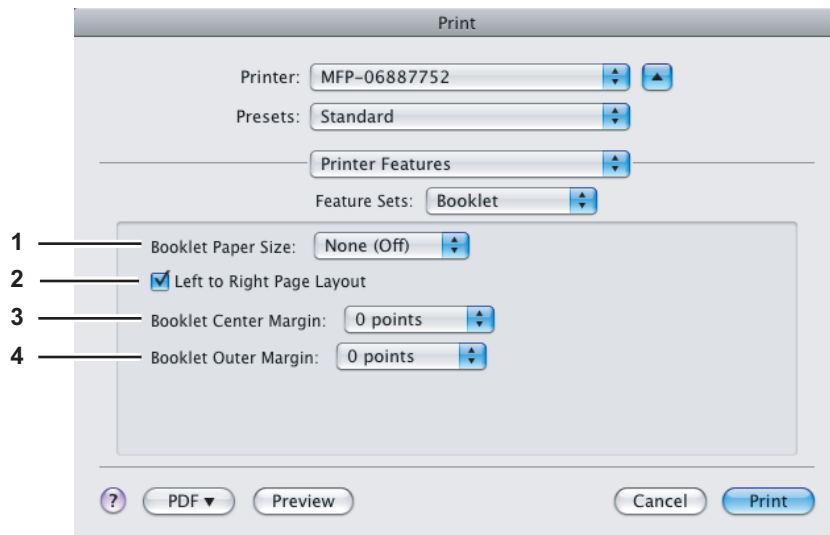 Print
Printer: MFP-06887752
Presets: Standard
Printer Features
Feature Sets: Booklet
1 Booklet Paper Size: None (Off)
2 Left to Right Page Layout
3 Booklet Center Margin: 0 points
4 Booklet Outer Margin: 0 points
? PDF▼ Preview Cancel Print